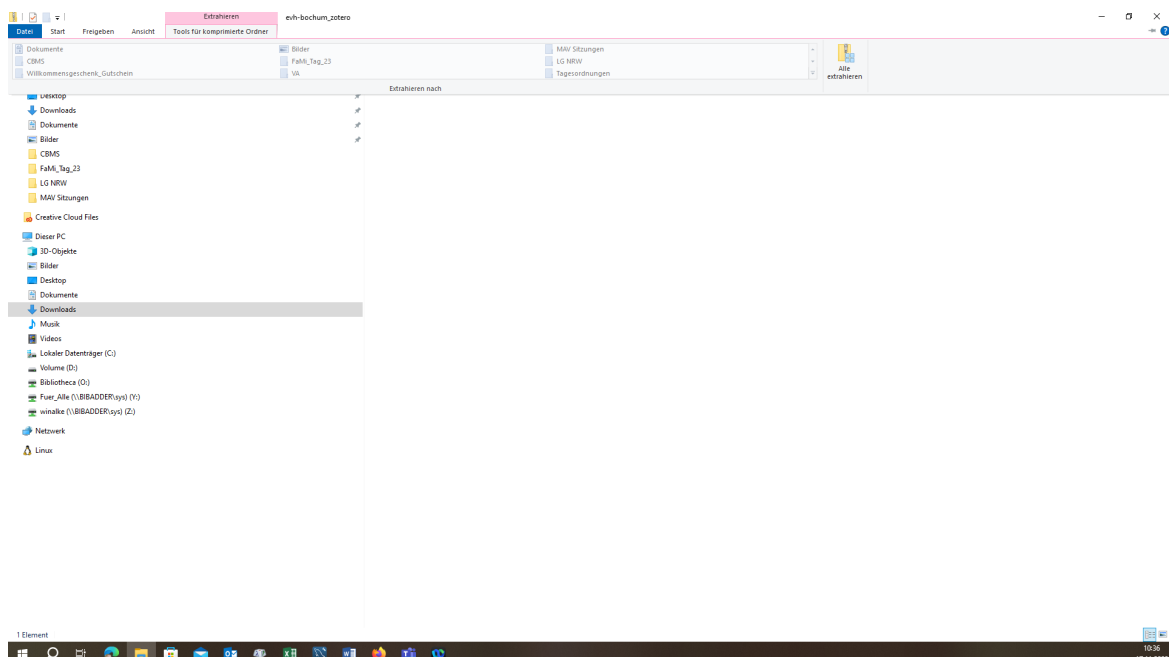 Extrahieren
evh-bochum_zotero
Datei Start Freigeben Ansicht Tools für komprimierte Ordner
Dokumente Bilder MAV Sitzungen
CBMS FaMi_Tag_23 LG NRW
Willkommensgeschenk_Gutschein VA Tagesordnungen
Alle extrahieren
Extrahieren nach
Desktop
Downloads
Dokumente
Bilder
CBMS
FaMi_Tag_23
LG NRW
MAV Sitzungen
Creative Cloud Files
Dieser PC
3D-Objekte
Bilder
Desktop
Dokumente
Downloads
Musik
Videos
Lokaler Datenträger (C:)
Volume (D:)
Bibliotheca (O:)
Fuer_Alle (\\BIBADDER\sys) (Y:)
winalke (\\BIBADDER\sys) (Z:)
Netzwerk
Linux
1 Element
10:36